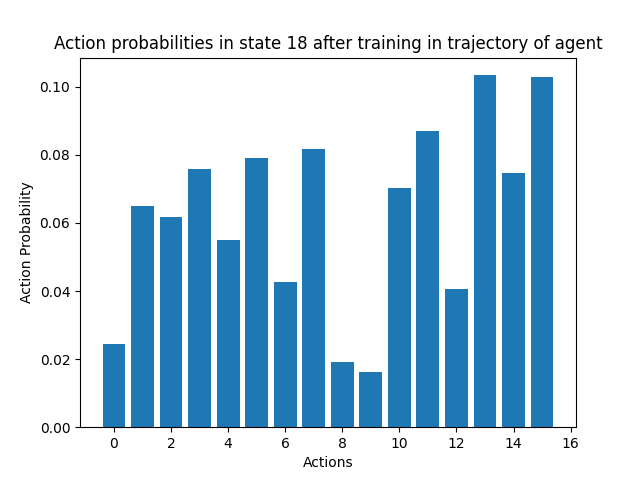 Action probabilities in state 18 after training in trajectory of agent
0.10
0.08
0.06
0.04
0.02
0.00
Action Probability
0 2 4 6 8 10 12 14 16
Actions